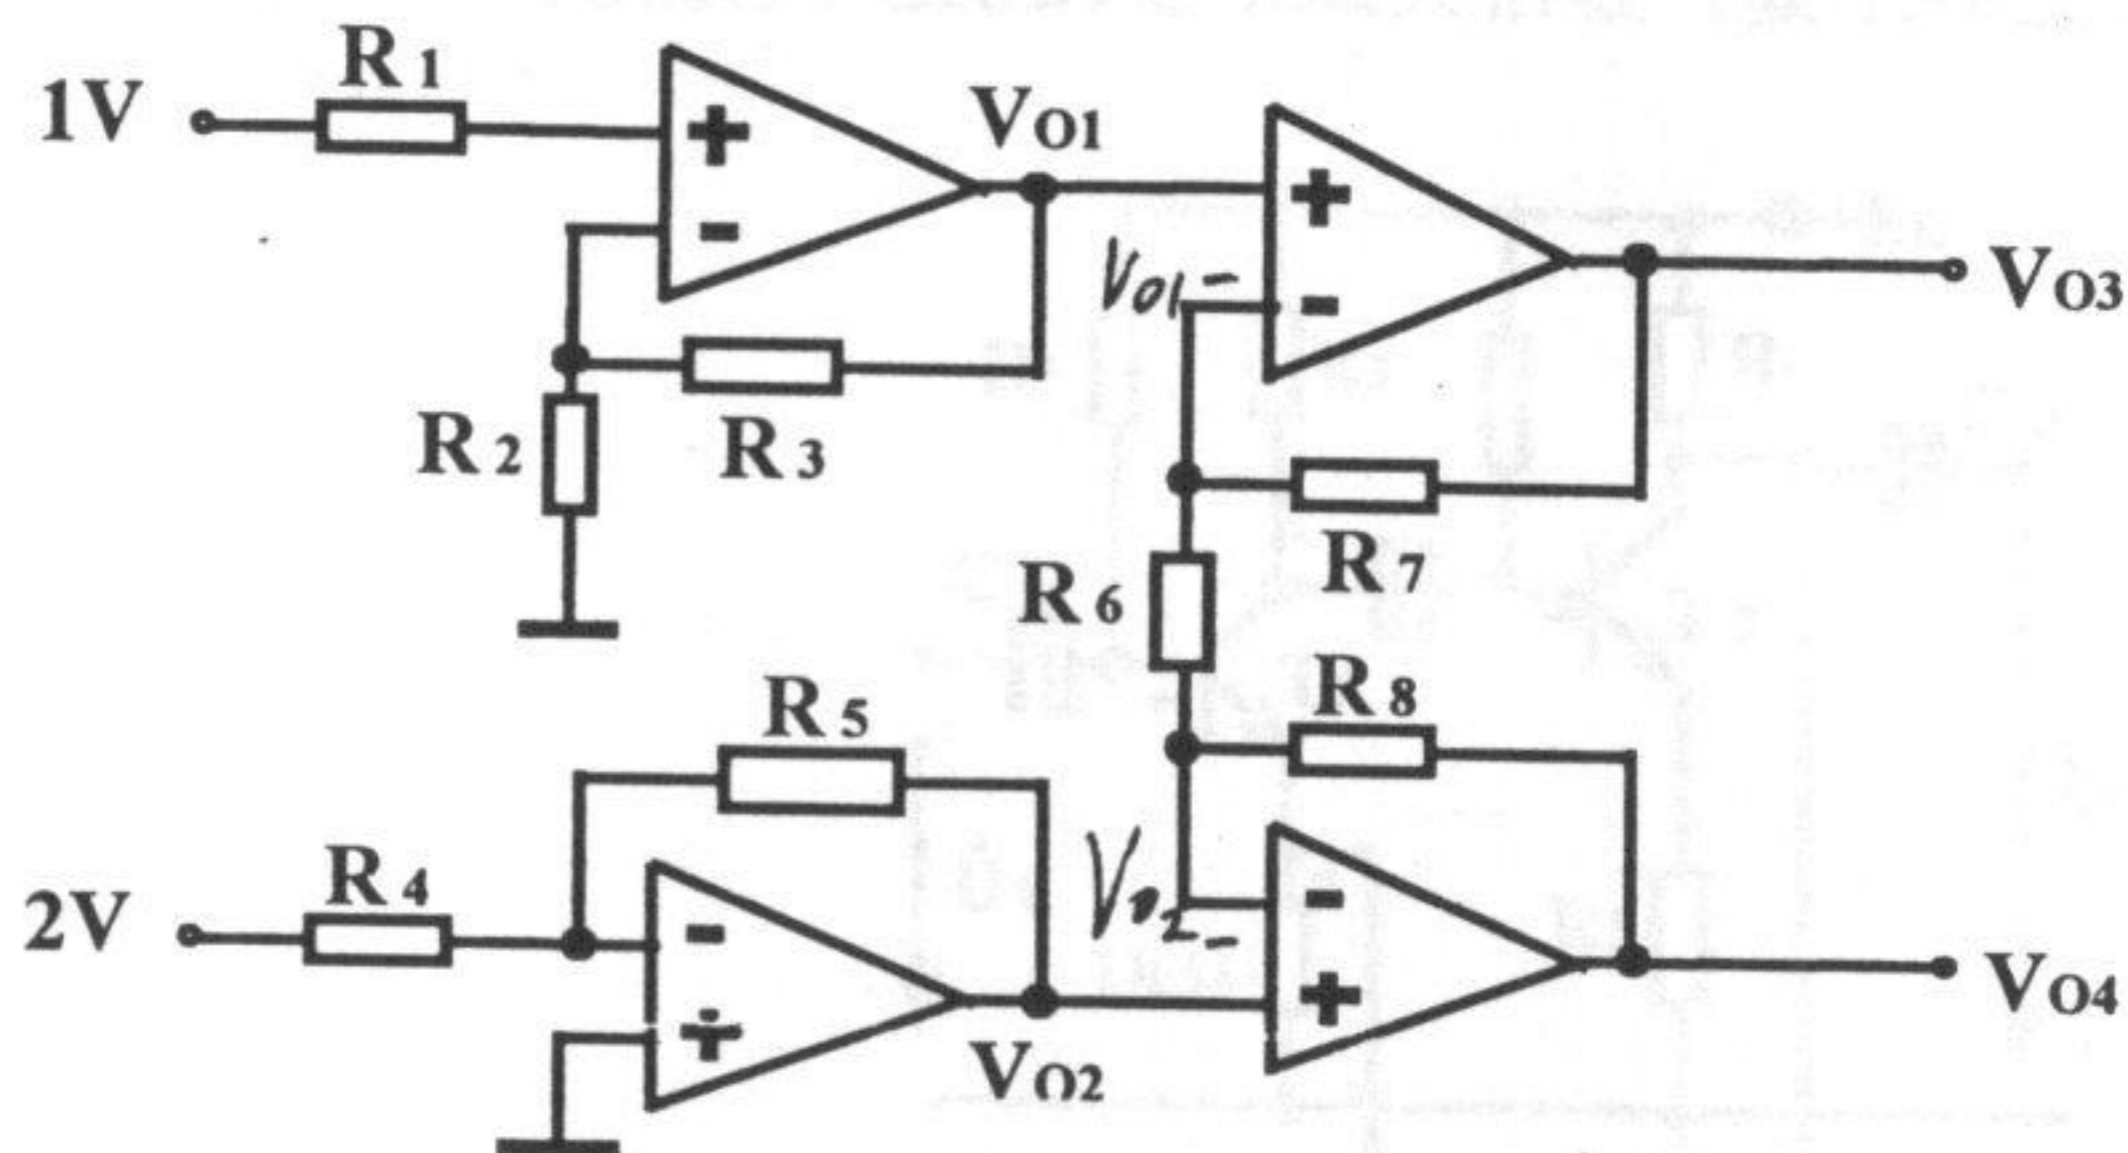 R1
1V
+
VO1
+
-
VO1-
-
VO3
R2
R3
R7
R6
R8
R5
R4
2V
-
VO2-
-
+
+
VO2
VO4